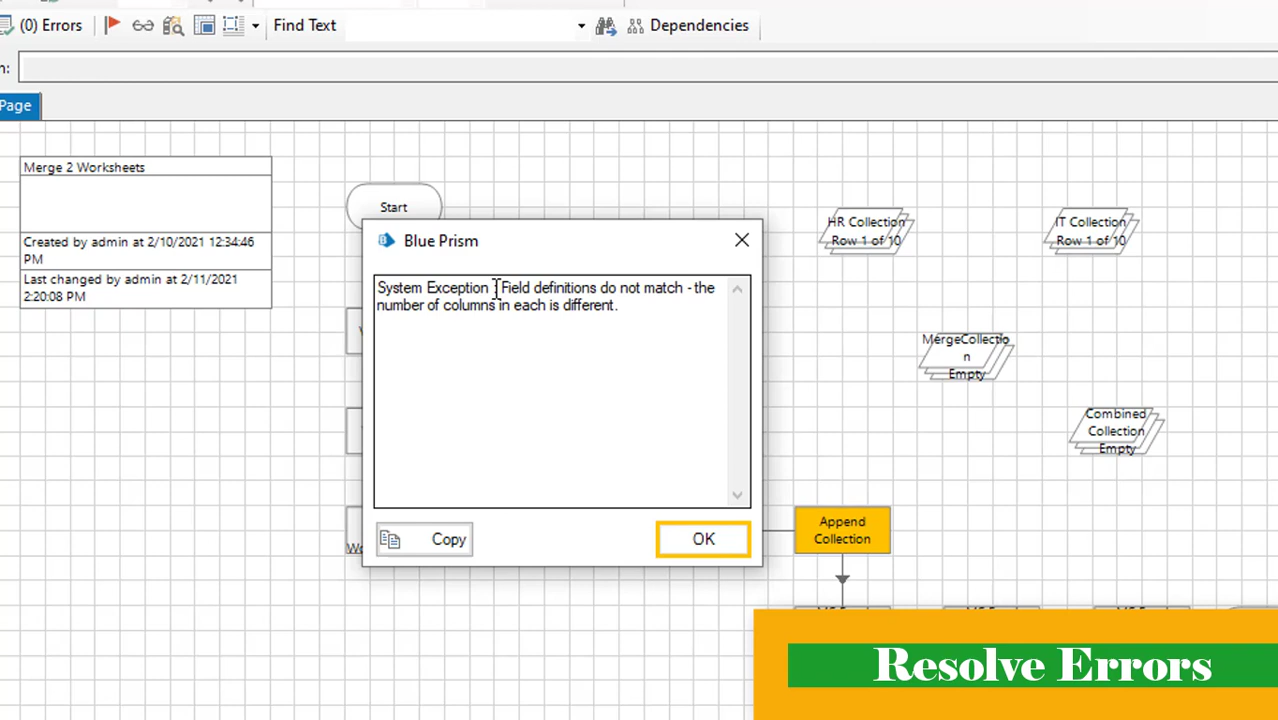 (0) Errors
Find Text
Dependencies
n:
Page
Merge 2 Worksheets
Created by admin at 2/10/2021 12:34:46
PM
Last changed by admin at 2/11/2021
2:20:08 PM
Start
HR Collection
Row 1 of 10
IT Collection
Row 1 of 10
MergeCollectio
n
Empty
Combined
Collection
Empty
Append
Collection
Blue Prism
System Exception : Field definitions do not match - the
number of columns in each is different.
Copy
OK
Resolve Errors